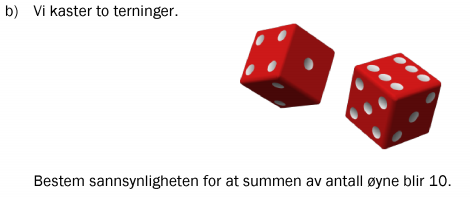 b) Vi kaster to terninger.
Bestem sannsynligheten for at summen av antall øyne blir 10.